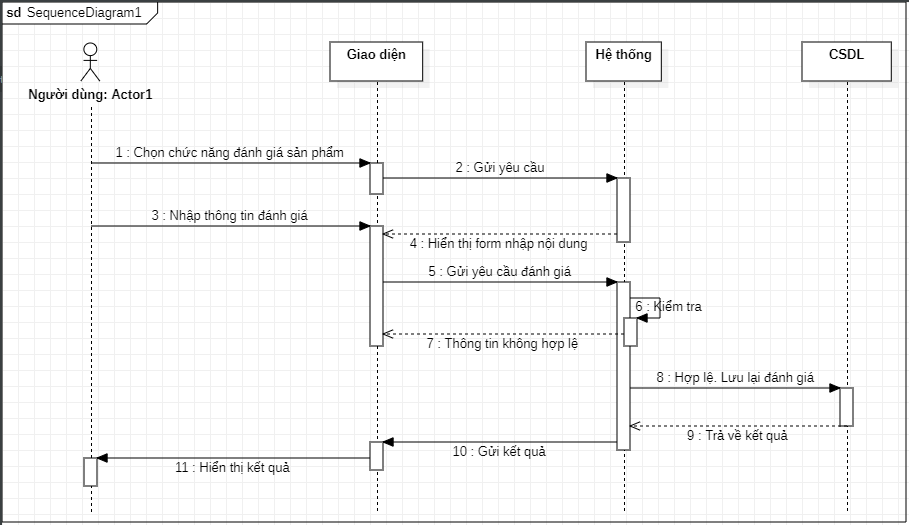 sd SequenceDiagram1
Giao diện
Hệ thống
CSDL
Người dùng: Actor1
1 : Chọn chức năng đánh giá sản phẩm
2 : Gửi yêu cầu
3 : Nhập thông tin đánh giá
4 : Hiển thị form nhập nội dung
5 : Gửi yêu cầu đánh giá
6 : Kiểm tra
7 : Thông tin không hợp lệ
8 : Hợp lệ. Lưu lại đánh giá
9 : Trả về kết quả
10 : Gửi kết quả
11 : Hiển thị kết quả